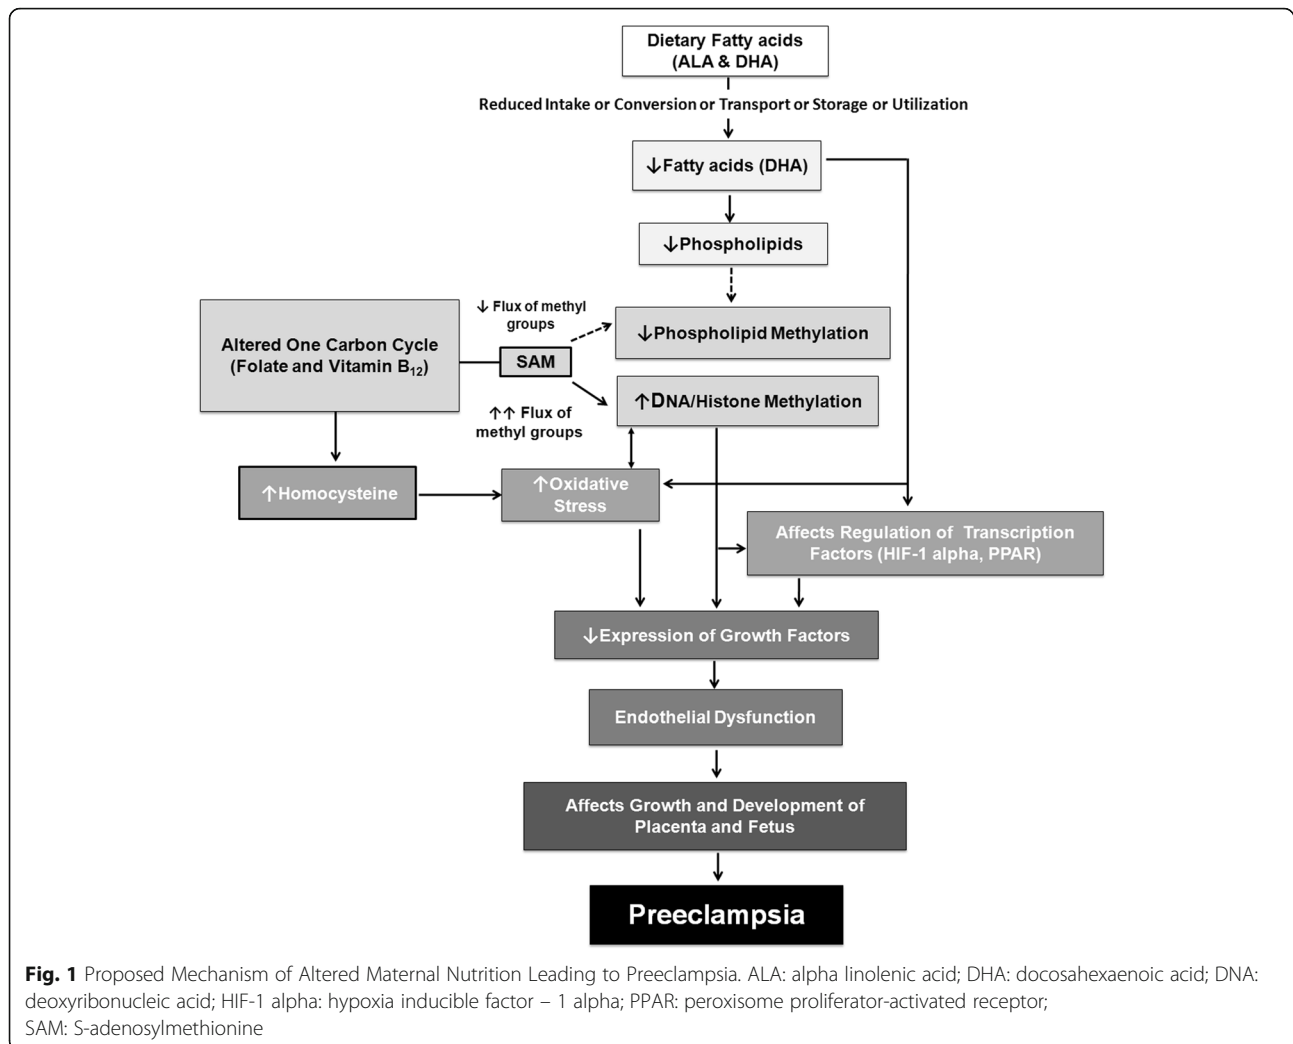 Dietary Fatty acids
(ALA & DHA)
Reduced Intake or Conversion or Transport or Storage or Utilization
↓Fatty acids (DHA)
↓Phospholipids
↓ Flux of methyl
groups
↓Phospholipid Methylation
Altered One Carbon Cycle
(Folate and Vitamin B₁₂)
SAM
↑DNA/Histone Methylation
↑↑ Flux of
methyl groups
↑Homocysteine
↑Oxidative
Stress
Affects Regulation of Transcription
Factors (HIF-1 alpha, PPAR)
↓Expression of Growth Factors
Endothelial Dysfunction
Affects Growth and Development of
Placenta and Fetus
Preeclampsia
Fig. 1 Proposed Mechanism of Altered Maternal Nutrition Leading to Preeclampsia. ALA: alpha linolenic acid; DHA: docosahexaenoic acid; DNA:
deoxyribonucleic acid; HIF-1 alpha: hypoxia inducible factor – 1 alpha; PPAR: peroxisome proliferator-activated receptor;
SAM: S-adenosylmethionine